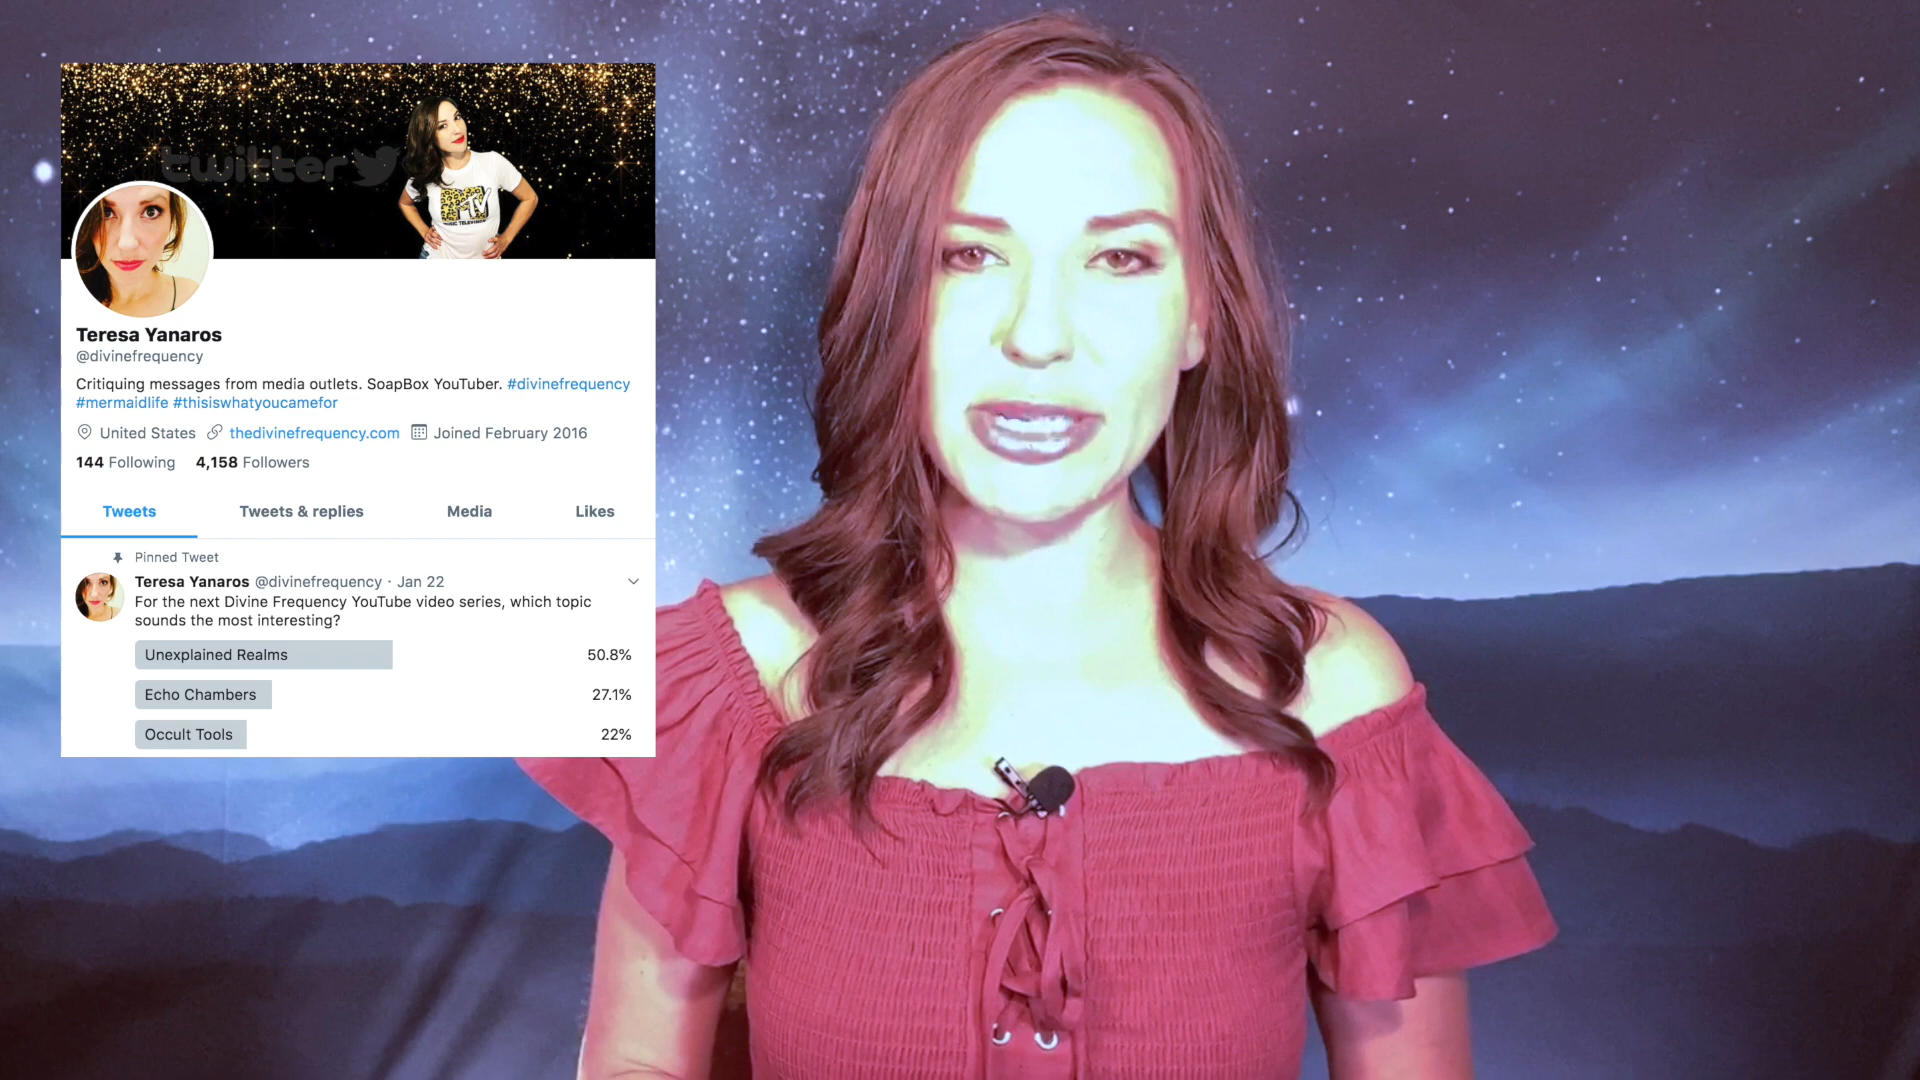 twitter
MTV
MUSIC TELEVISION
Teresa Yanaros
@divinefrequency
Critiquing messages from media outlets. SoapBox YouTuber. #divinefrequency
#mermaidlife #thisiswhatyoucamefor
United States thedivinefrequency.com Joined February 2016
144 Following 4,158 Followers
Tweets Tweets & replies Media Likes
Pinned Tweet
Teresa Yanaros @divinefrequency · Jan 22
For the next Divine Frequency YouTube video series, which topic
sounds the most interesting?
Unexplained Realms 50.8%
Echo Chambers 27.1%
Occult Tools 22%